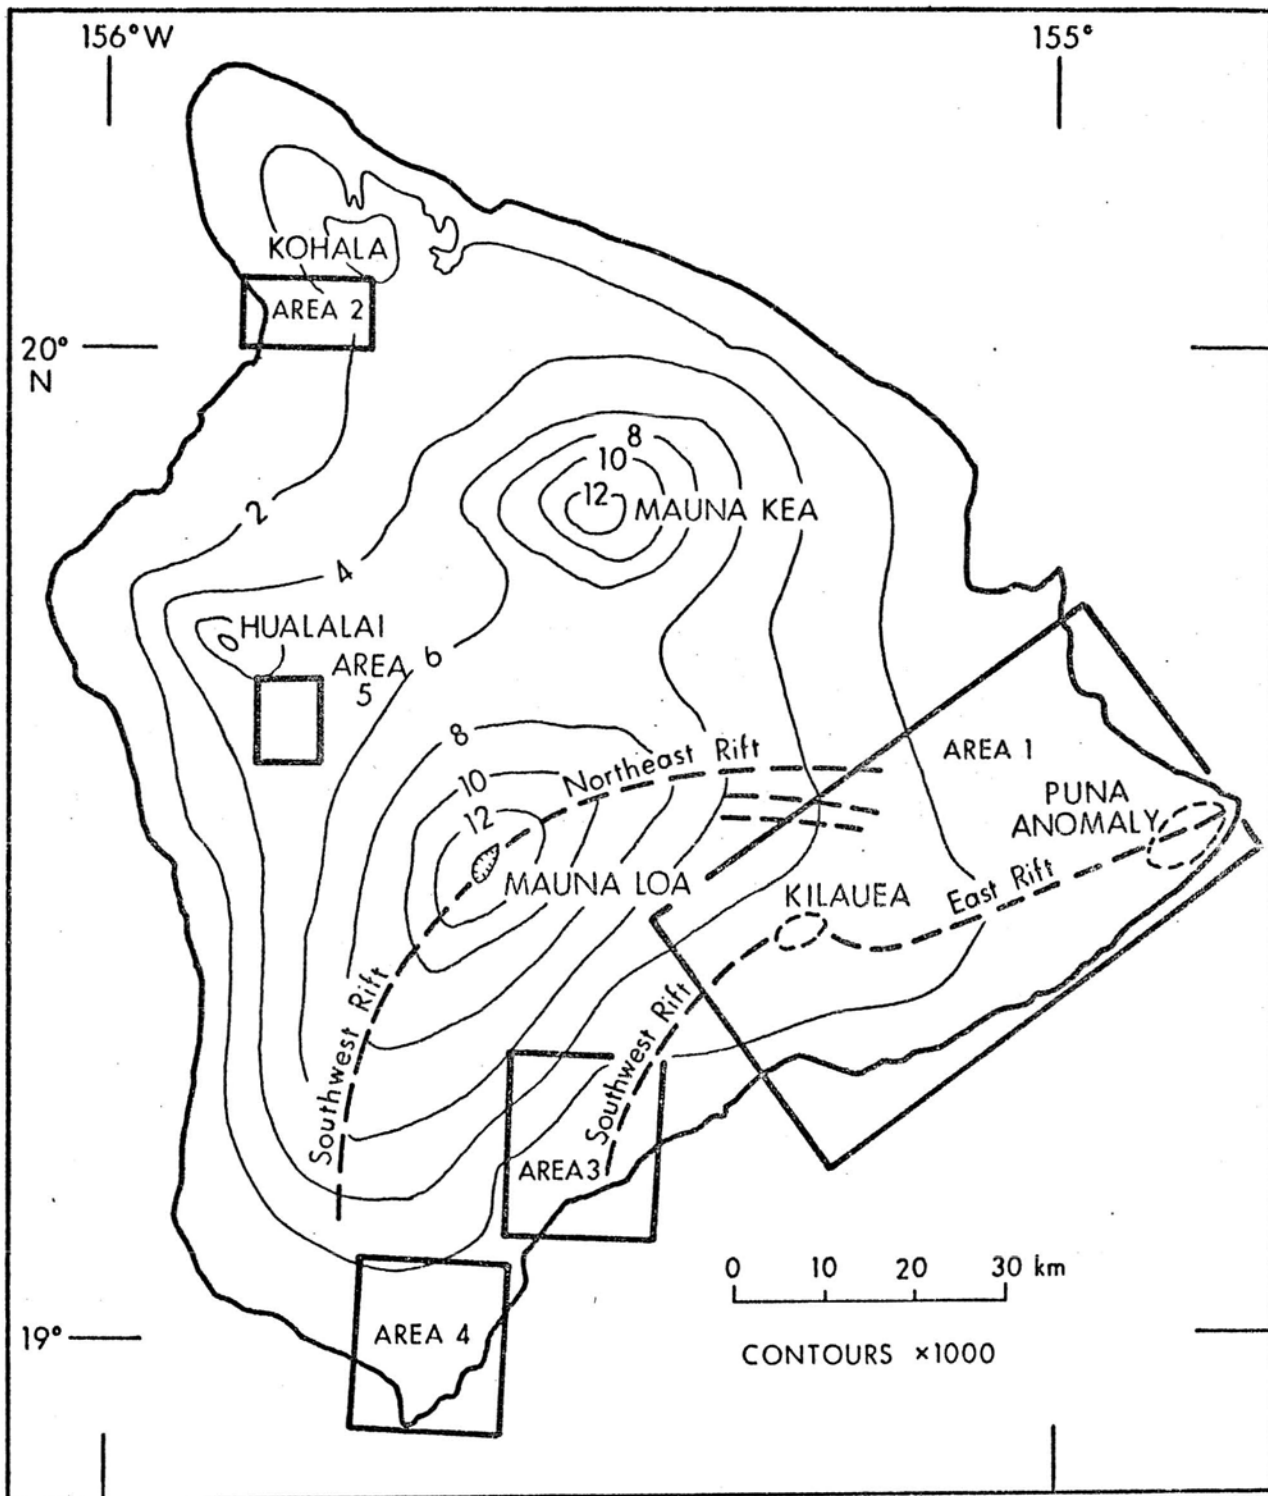 156°W
155°
KOHALA
AREA 2
20°
N
8
10
12
MAUNA KEA
2
4
HUALALAI
AREA
5
6
8
Northeast Rift
AREA 1
10
PUNA
ANOMALY
12
MAUNA LOA
KILAUEA
East Rift
Southwest Rift
Southwest Rift
AREA3
0 10 20 30 km
19°
AREA 4
CONTOURS ×1000